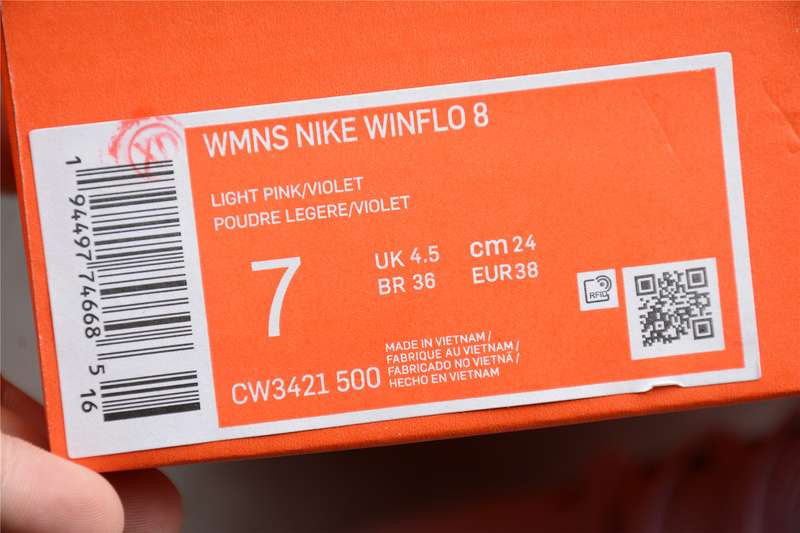 WMNS NIKE WINFLO 8
LIGHT PINK/VIOLET
POUDRE LEGERE/VIOLET
7
UK 4.5
cm 24
BR 36
EUR 38
RFID
MADE IN VIETNAM /
FABRIQUE AU VIETNAM /
FABRICADO NO VIETNÃ /
HECHO EN VIETNAM
CW3421 500
1 94497 74668 5 16